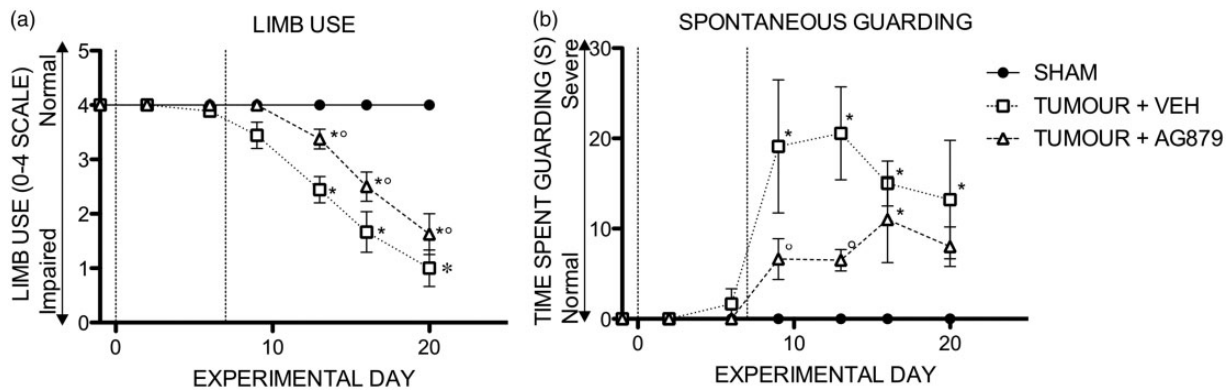 (a)
LIMB USE
LIMB USE (0-4 SCALE)
Impaired
Normal
5
4
3
2
1
0
*°
*
*°
*
*°
*
0
10
20
EXPERIMENTAL DAY
(b)
SPONTANEOUS GUARDING
TIME SPENT GUARDING (S)
Normal
Severe
30
20
10
0
*
*
*
*
°
°
*
0
10
20
EXPERIMENTAL DAY
SHAM
TUMOUR + VEH
TUMOUR + AG879